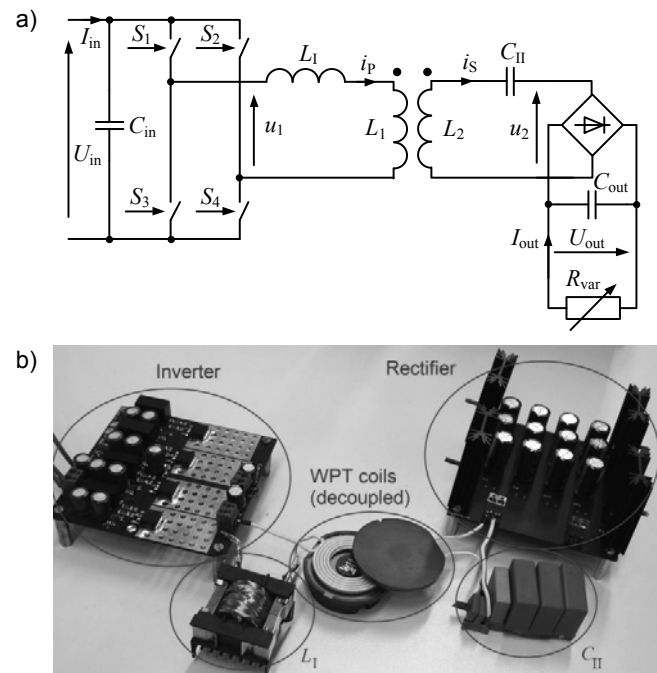 a)
I_in
S_1
S_2
L_I
i_P
i_S
C_II
C_in
U_in
u_1
L_1
L_2
u_2
S_3
S_4
C_out
I_out
U_out
R_var
b)
Inverter
Rectifier
WPT coils
(decoupled)
L_I
C_II